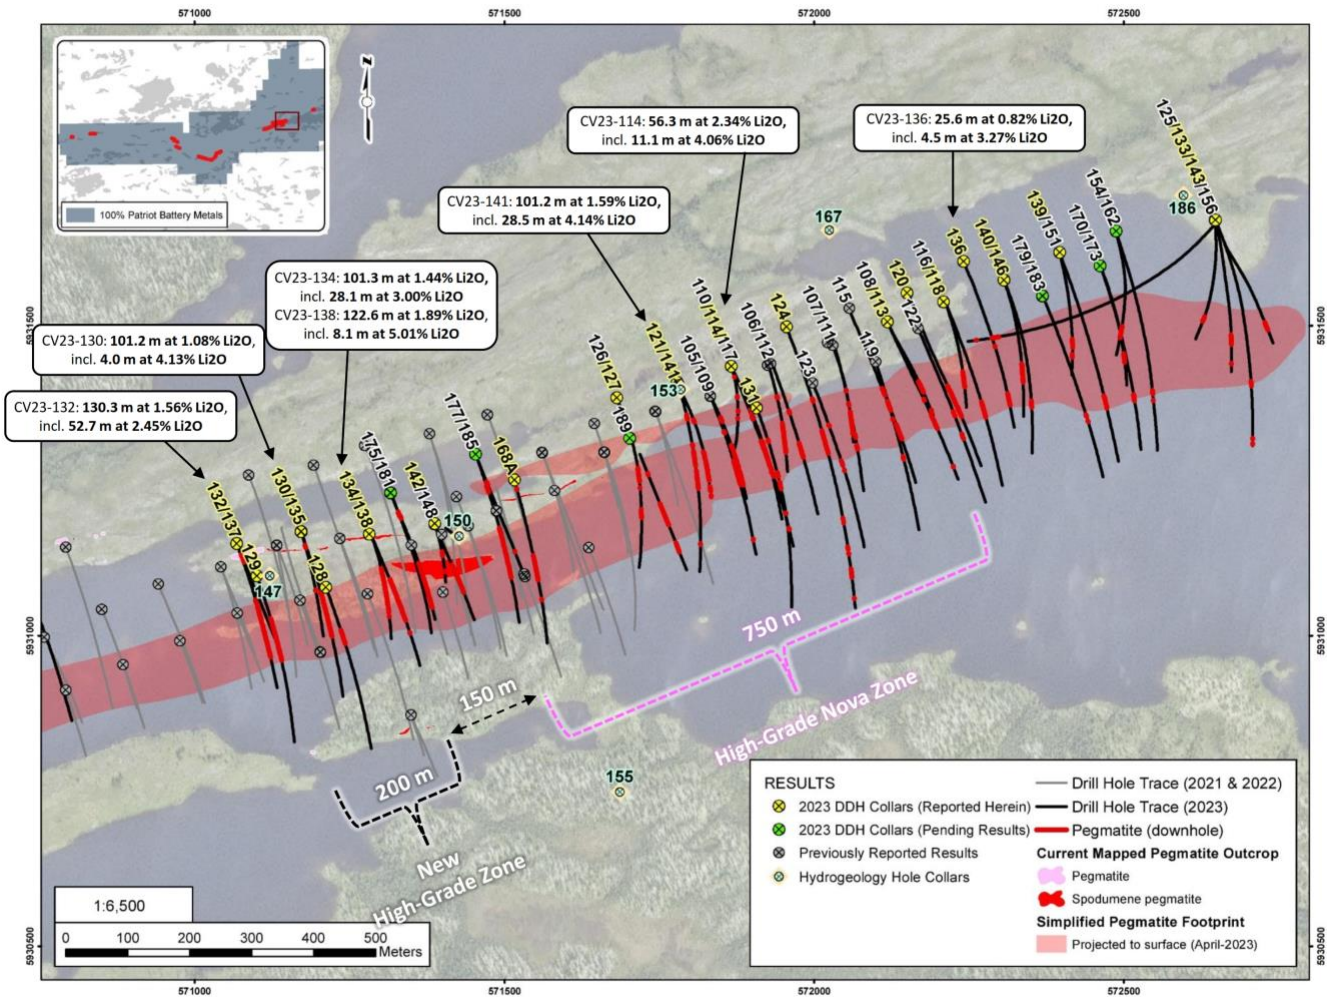 571000
571500
572000
572500
100% Patriot Battery Metals
z
CV23-114: 56.3 m at 2.34% Li2O,
incl. 11.1 m at 4.06% Li2O
CV23-136: 25.6 m at 0.82% Li2O,
incl. 4.5 m at 3.27% Li2O
CV23-141: 101.2 m at 1.59% Li2O,
incl. 28.5 m at 4.14% Li2O
CV23-134: 101.3 m at 1.44% Li2O,
incl. 28.1 m at 3.00% Li2O
CV23-138: 122.6 m at 1.89% Li2O,
incl. 8.1 m at 5.01% Li2O
CV23-130: 101.2 m at 1.08% Li2O,
incl. 4.0 m at 4.13% Li2O
CV23-132: 130.3 m at 1.56% Li2O,
incl. 52.7 m at 2.45% Li2O
125/133/143/156
186
167
154/162
170/173
139/151
179/183
140/146
136
116/118
120
122
108/113
115
119
124
123
110/114/117
131
105/109
153
126/127
189
177/185
168A
175/181
142/148
150
134/138
130/135
128
132/137
129
147
155
5931500
5931500
5931000
5931000
5930500
5930500
750 m
High-Grade Nova Zone
150 m
200 m
New
High-Grade Zone
1:6,500
0 100 200 300 400 500
Meters
RESULTS
2023 DDH Collars (Reported Herein)
2023 DDH Collars (Pending Results)
Previously Reported Results
Hydrogeology Hole Collars
Drill Hole Trace (2021 & 2022)
Drill Hole Trace (2023)
Pegmatite (downhole)
Current Mapped Pegmatite Outcrop
Pegmatite
Spodumene pegmatite
Simplified Pegmatite Footprint
Projected to surface (April-2023)
571000
571500
572000
572500